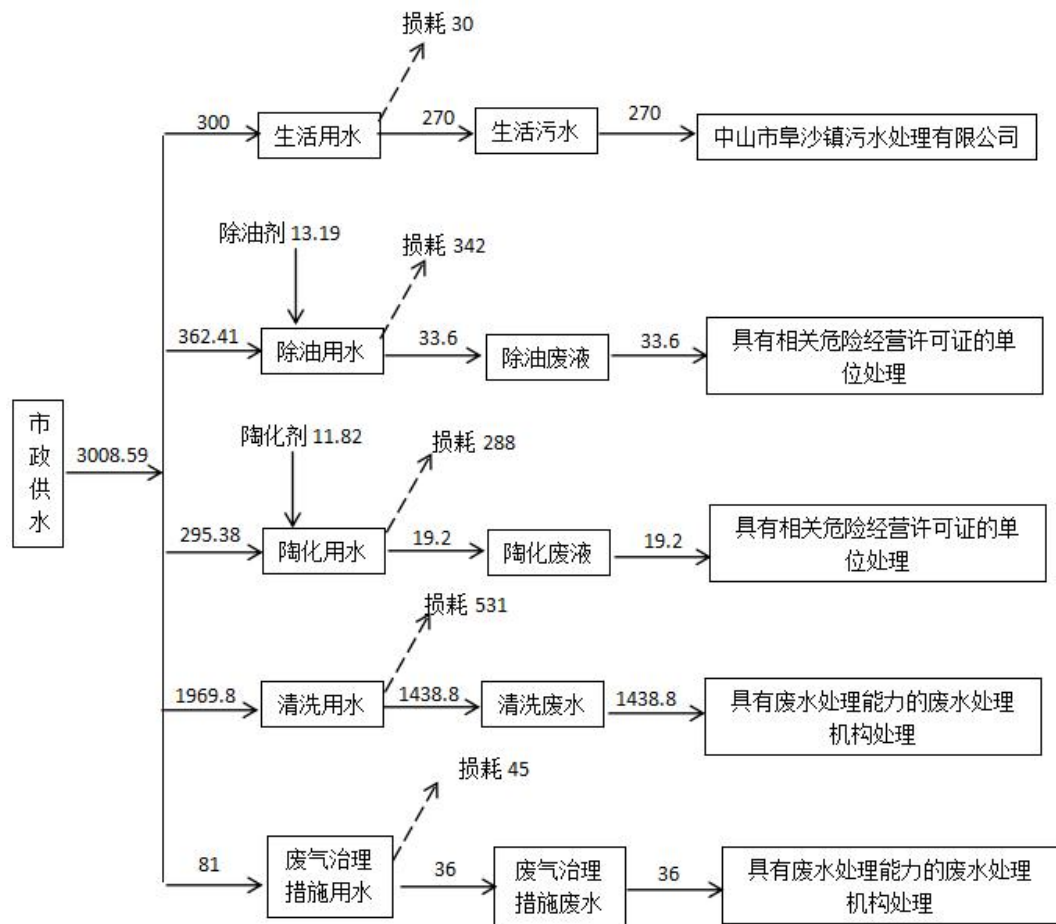 损耗 30
300
生活用水
270
生活污水
270
中山市阜沙镇污水处理有限公司
除油剂 13.19
损耗 342
362.41
除油用水
33.6
除油废液
33.6
具有相关危险经营许可证的单
位处理
市
政
供
水
3008.59
陶化剂 11.82
损耗 288
295.38
陶化用水
19.2
陶化废液
19.2
具有相关危险经营许可证的单
位处理
损耗 531
1969.8
清洗用水
1438.8
清洗废水
1438.8
具有废水处理能力的废水处理
机构处理
损耗 45
81
废气治理
措施用水
36
废气治理
措施废水
36
具有废水处理能力的废水处理
机构处理